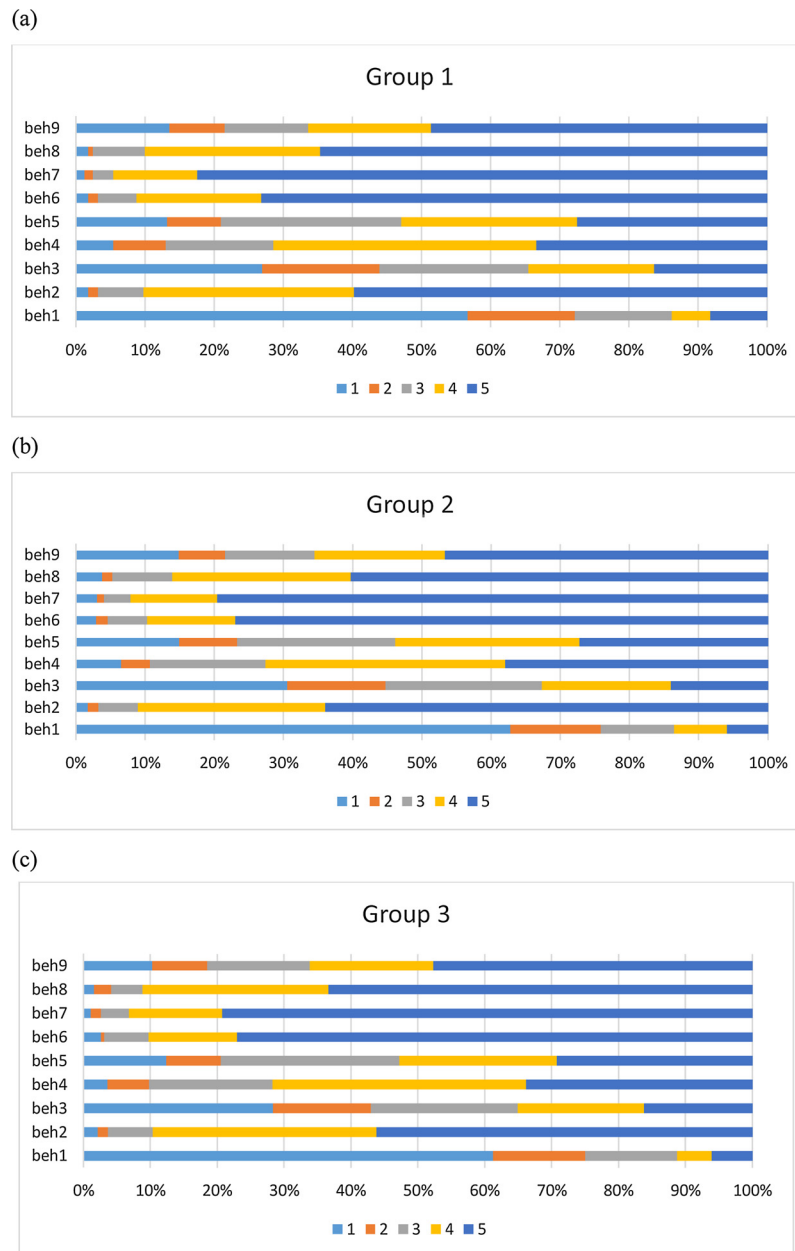 (a)
Group 1
beh9
beh8
beh7
beh6
beh5
beh4
beh3
beh2
beh1
0% 10% 20% 30% 40% 50% 60% 70% 80% 90% 100%
1 2 3 4 5
(b)
Group 2
beh9
beh8
beh7
beh6
beh5
beh4
beh3
beh2
beh1
0% 10% 20% 30% 40% 50% 60% 70% 80% 90% 100%
1 2 3 4 5
(c)
Group 3
beh9
beh8
beh7
beh6
beh5
beh4
beh3
beh2
beh1
0% 10% 20% 30% 40% 50% 60% 70% 80% 90% 100%
1 2 3 4 5